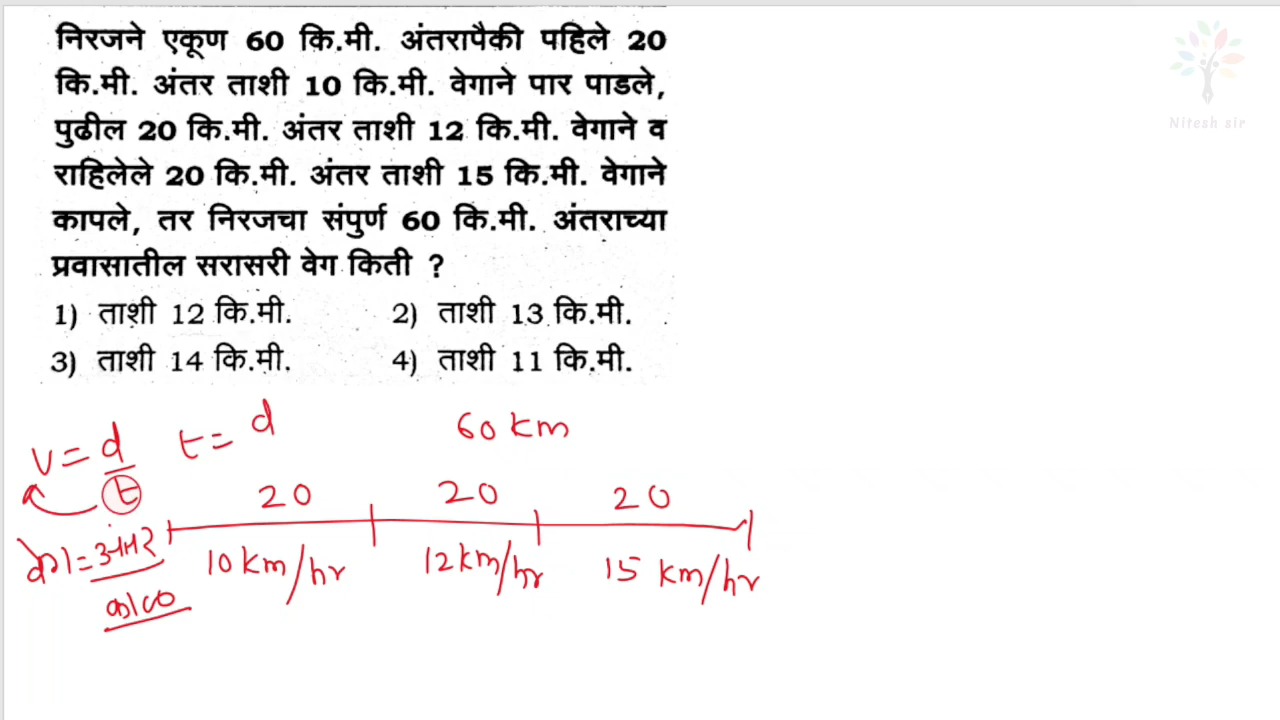 निरजने एकूण 60 कि.मी. अंतरापैकी पहिले 20
कि.मी. अंतर ताशी 10 कि.मी. वेगाने पार पाडले,
पुढील 20 कि.मी. अंतर ताशी 12 कि.मी. वेगाने व
राहिलेले 20 कि.मी. अंतर ताशी 15 कि.मी. वेगाने
कापले, तर निरजचा संपुर्ण 60 कि.मी. अंतराच्या
प्रवासातील सरासरी वेग किती ?
1) ताशी 12 कि.मी. 2) ताशी 13 कि.मी.
3) ताशी 14 कि.मी. 4) ताशी 11 कि.मी.
Nitesh sir
v = d/t t = d 60 km
20 20 20
वेग = अंतर/काळ 10 km/hr 12 km/hr 15 km/hr